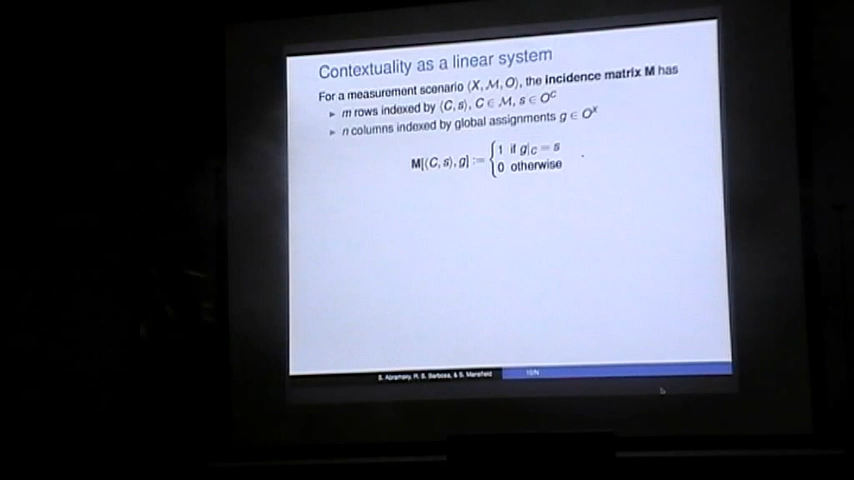 Contextuality as a linear system
For a measurement scenario ⟨X, M, O⟩, the incidence matrix M has
▸ m rows indexed by ⟨C, s⟩, C ∈ M, s ∈ O^C
▸ n columns indexed by global assignments g ∈ O^X
M[⟨C, s⟩, g] := { 1 if g|_C = s
0 otherwise .
S. Abramsky, R. S. Barbosa, & S. Mansfield